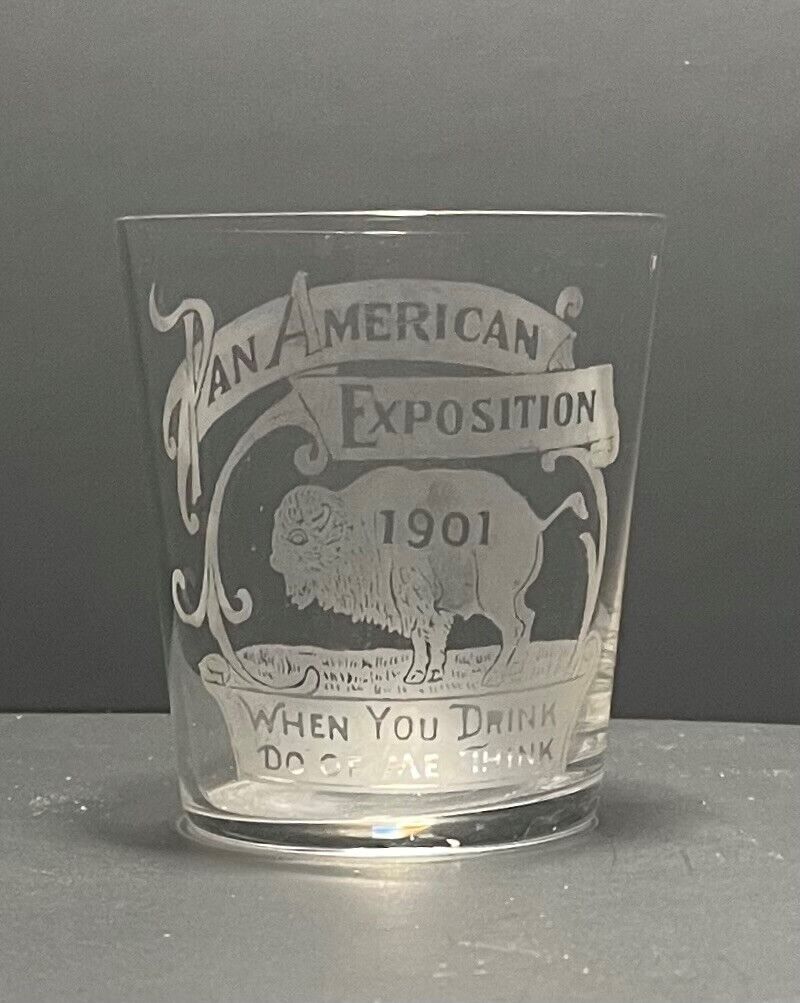 PAN AMERICAN
EXPOSITION
1901
WHEN YOU DRINK
DO OF ME THINK